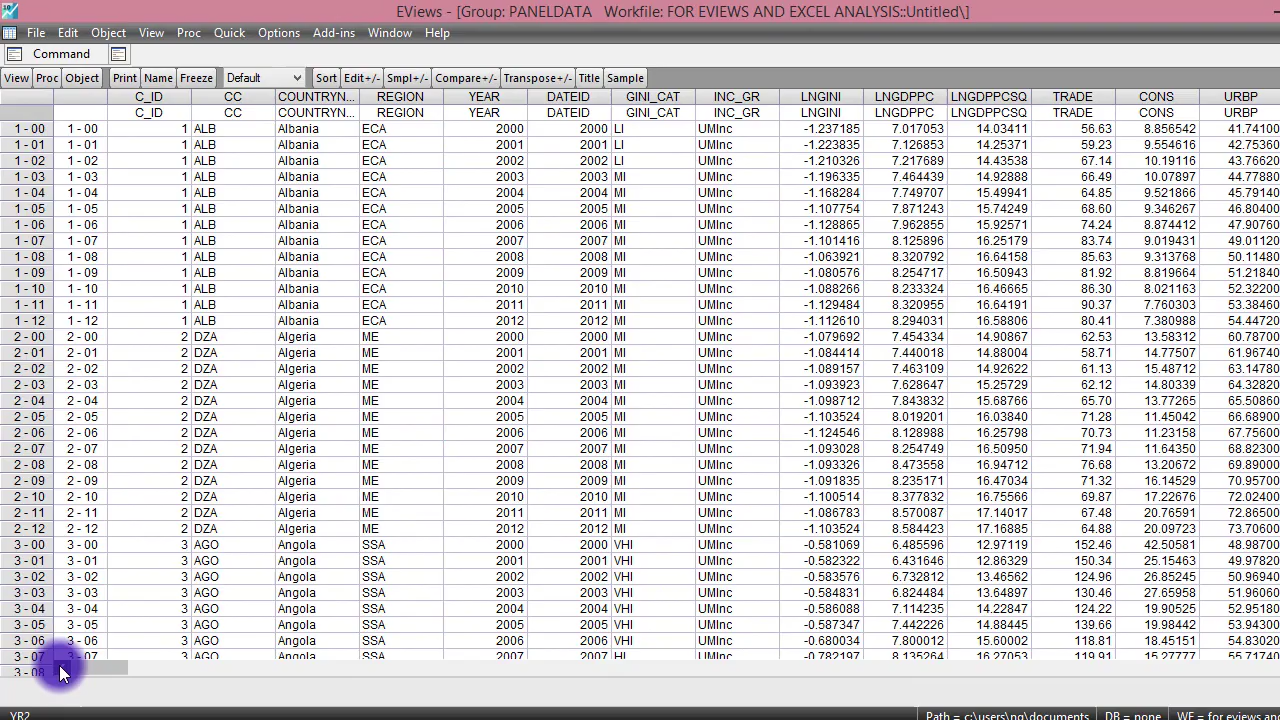 EViews - [Group: PANELDATA   Workfile: FOR EVIEWS AND EXCEL ANALYSIS::Untitled\]
File Edit Object View Proc Quick Options Add-ins Window Help
Command
View Proc Object Print Name Freeze Default Sort Edit+/- Smpl+/- Compare+/- Transpose+/- Title Sample
C_ID CC COUNTRYN... REGION YEAR DATEID GINI_CAT INC_GR LNGINI LNGDPPC LNGDPPCSQ TRADE CONS URBP
C_ID CC COUNTRYN... REGION YEAR DATEID GINI_CAT INC_GR LNGINI LNGDPPC LNGDPPCSQ TRADE CONS URBP
1 - 00 1 - 00 1 ALB Albania ECA 2000 2000 LI UMInc -1.237185 7.017053 14.03411 56.63 8.856542 41.74100
1 - 01 1 - 01 1 ALB Albania ECA 2001 2001 LI UMInc -1.223835 7.126853 14.25371 59.23 9.554616 42.75360
1 - 02 1 - 02 1 ALB Albania ECA 2002 2002 LI UMInc -1.210326 7.217689 14.43538 67.14 10.19116 43.76620
1 - 03 1 - 03 1 ALB Albania ECA 2003 2003 MI UMInc -1.196335 7.464439 14.92888 66.49 10.07897 44.77880
1 - 04 1 - 04 1 ALB Albania ECA 2004 2004 MI UMInc -1.168284 7.749707 15.49941 64.85 9.521866 45.79140
1 - 05 1 - 05 1 ALB Albania ECA 2005 2005 MI UMInc -1.107754 7.871243 15.74249 68.60 9.346267 46.80400
1 - 06 1 - 06 1 ALB Albania ECA 2006 2006 MI UMInc -1.128865 7.962855 15.92571 74.24 8.874412 47.90760
1 - 07 1 - 07 1 ALB Albania ECA 2007 2007 MI UMInc -1.101416 8.125896 16.25179 83.74 9.019431 49.01120
1 - 08 1 - 08 1 ALB Albania ECA 2008 2008 MI UMInc -1.063921 8.320792 16.64158 85.63 9.313768 50.11480
1 - 09 1 - 09 1 ALB Albania ECA 2009 2009 MI UMInc -1.080576 8.254717 16.50943 81.92 8.819664 51.21840
1 - 10 1 - 10 1 ALB Albania ECA 2010 2010 MI UMInc -1.088266 8.233324 16.46665 86.30 8.021163 52.32200
1 - 11 1 - 11 1 ALB Albania ECA 2011 2011 MI UMInc -1.129484 8.320955 16.64191 90.37 7.760303 53.38460
1 - 12 1 - 12 1 ALB Albania ECA 2012 2012 MI UMInc -1.112610 8.294031 16.58806 80.41 7.380988 54.44720
2 - 00 2 - 00 2 DZA Algeria ME 2000 2000 MI UMInc -1.079692 7.454334 14.90867 62.53 13.58312 60.78700
2 - 01 2 - 01 2 DZA Algeria ME 2001 2001 MI UMInc -1.084414 7.440018 14.88004 58.71 14.77507 61.96740
2 - 02 2 - 02 2 DZA Algeria ME 2002 2002 MI UMInc -1.089157 7.463109 14.92622 61.13 15.48712 63.14780
2 - 03 2 - 03 2 DZA Algeria ME 2003 2003 MI UMInc -1.093923 7.628647 15.25729 62.12 14.80339 64.32820
2 - 04 2 - 04 2 DZA Algeria ME 2004 2004 MI UMInc -1.098712 7.843832 15.68766 65.70 13.77265 65.50860
2 - 05 2 - 05 2 DZA Algeria ME 2005 2005 MI UMInc -1.103524 8.019201 16.03840 71.28 11.45042 66.68900
2 - 06 2 - 06 2 DZA Algeria ME 2006 2006 MI UMInc -1.124546 8.128988 16.25798 70.73 11.23158 67.75600
2 - 07 2 - 07 2 DZA Algeria ME 2007 2007 MI UMInc -1.093028 8.254749 16.50950 71.94 11.64350 68.82300
2 - 08 2 - 08 2 DZA Algeria ME 2008 2008 MI UMInc -1.093326 8.473558 16.94712 76.68 13.20672 69.89000
2 - 09 2 - 09 2 DZA Algeria ME 2009 2009 MI UMInc -1.091835 8.235171 16.47034 71.32 16.14529 70.95700
2 - 10 2 - 10 2 DZA Algeria ME 2010 2010 MI UMInc -1.100514 8.377832 16.75566 69.87 17.22676 72.02400
2 - 11 2 - 11 2 DZA Algeria ME 2011 2011 MI UMInc -1.086783 8.570087 17.14017 67.48 20.76591 72.86500
2 - 12 2 - 12 2 DZA Algeria ME 2012 2012 MI UMInc -1.103524 8.584423 17.16885 64.88 20.09723 73.70600
3 - 00 3 - 00 3 AGO Angola SSA 2000 2000 VHI UMInc -0.581069 6.485596 12.97119 152.46 42.50581 48.98700
3 - 01 3 - 01 3 AGO Angola SSA 2001 2001 VHI UMInc -0.582322 6.431646 12.86329 150.34 25.15463 49.97820
3 - 02 3 - 02 3 AGO Angola SSA 2002 2002 VHI UMInc -0.583576 6.732812 13.46562 124.96 26.85245 50.96940
3 - 03 3 - 03 3 AGO Angola SSA 2003 2003 VHI UMInc -0.584831 6.824484 13.64897 130.46 27.65958 51.96060
3 - 04 3 - 04 3 AGO Angola SSA 2004 2004 VHI UMInc -0.586088 7.114235 14.22847 124.22 19.90525 52.95180
3 - 05 3 - 05 3 AGO Angola SSA 2005 2005 VHI UMInc -0.587347 7.442226 14.88445 139.66 19.98442 53.94300
3 - 06 3 - 06 3 AGO Angola SSA 2006 2006 VHI UMInc -0.680034 7.800012 15.60002 118.81 18.45151 54.83020
3 - 07 3 - 07 3 AGO Angola SSA 2007 2007 HI UMInc -0.782197 8.135264 16.27053 119.91 15.27777 55.71740
3 - 08
YR2 Path = c:\users\ng\documents DB = none WF = for eviews and